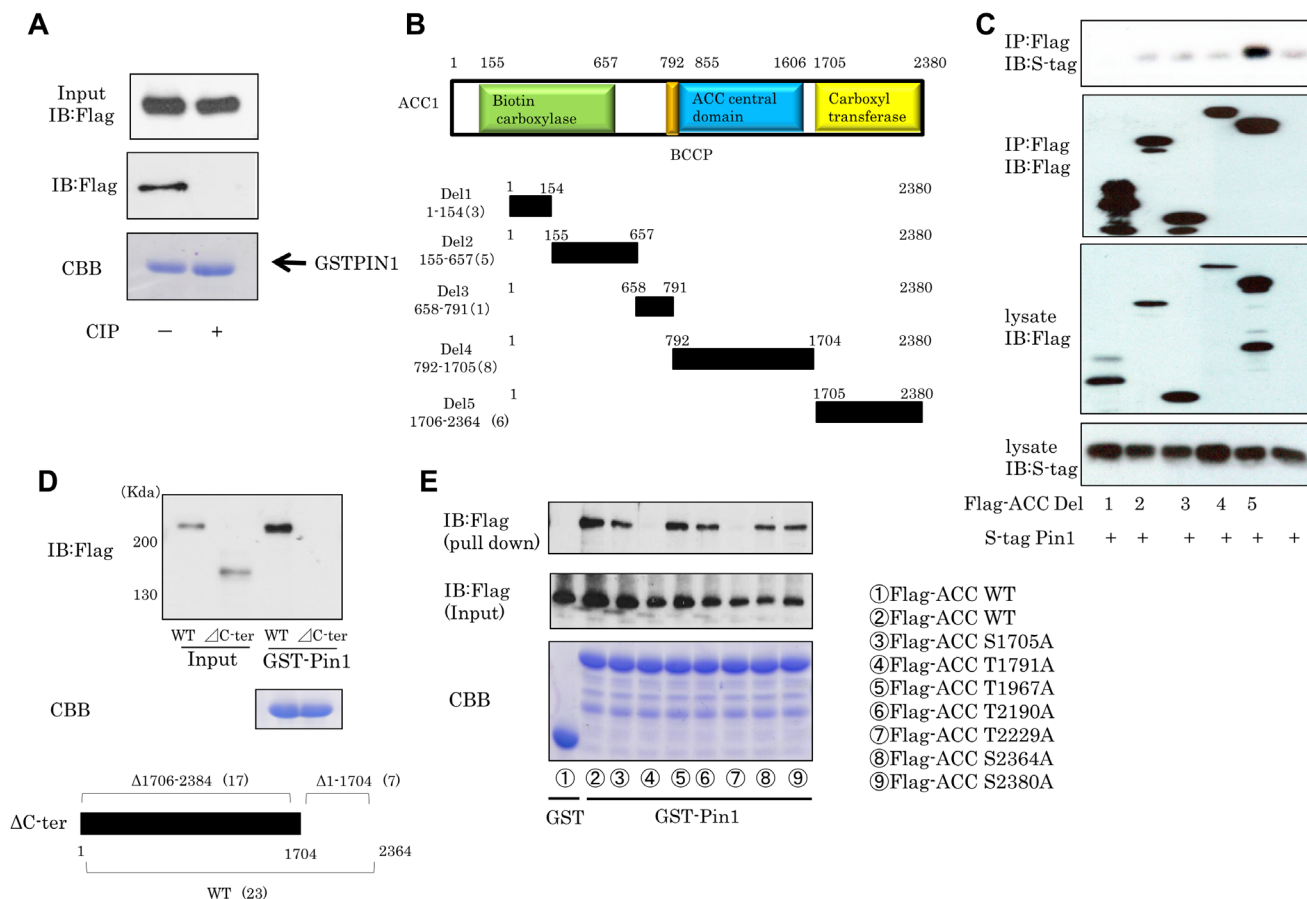 A
Input
IB:Flag
IB:Flag
CBB
GSTPIN1
CIP
— +
B
1 155 657 792 855 1606 1705 2380
ACC1
Biotin
carboxylase
ACC central
domain
Carboxyl
transferase
BCCP
Del1
1-154(3)
1 154 2380
Del2
155-657(5)
1 155 657 2380
Del3
658-791(1)
1 658 791 2380
Del4
792-1705(8)
1 792 1704 2380
Del5
1706-2364 (6)
1 1705 2380
C
IP:Flag
IB:S-tag
IP:Flag
IB:Flag
lysate
IB:Flag
lysate
IB:S-tag
Flag-ACC Del 1 2 3 4 5
S-tag Pin1 + + + + + +
D
(Kda)
IB:Flag
200
130
WT ⊿C-ter WT ⊿C-ter
Input GST-Pin1
CBB
Δ1706-2384 (17) Δ1-1704 (7)
ΔC-ter
1 1704 2364
WT (23)
E
IB:Flag
(pull down)
IB:Flag
(Input)
CBB
① ② ③ ④ ⑤ ⑥ ⑦ ⑧ ⑨
GST GST-Pin1
①Flag-ACC WT
②Flag-ACC WT
③Flag-ACC S1705A
④Flag-ACC T1791A
⑤Flag-ACC T1967A
⑥Flag-ACC T2190A
⑦Flag-ACC T2229A
⑧Flag-ACC S2364A
⑨Flag-ACC S2380A